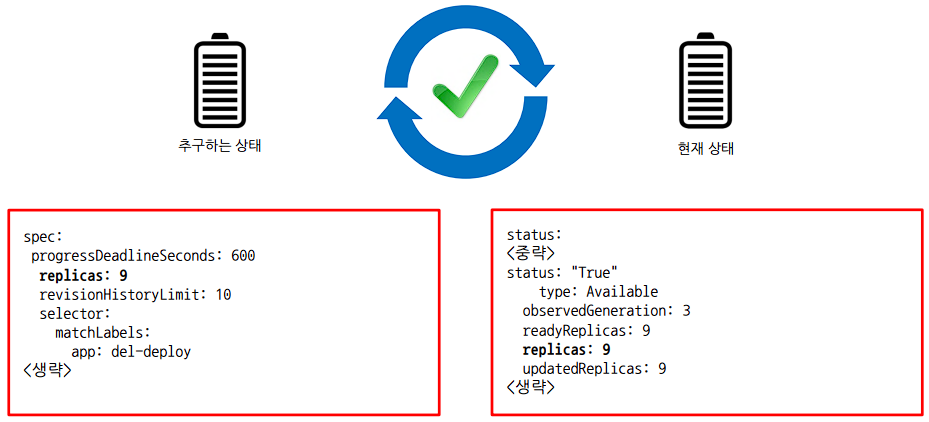 추구하는 상태
현재 상태
spec:
progressDeadlineSeconds: 600
replicas: 9
revisionHistoryLimit: 10
selector:
matchLabels:
app: del-deploy
<생략>
status:
<중략>
status: "True"
type: Available
observedGeneration: 3
readyReplicas: 9
replicas: 9
updatedReplicas: 9
<생략>